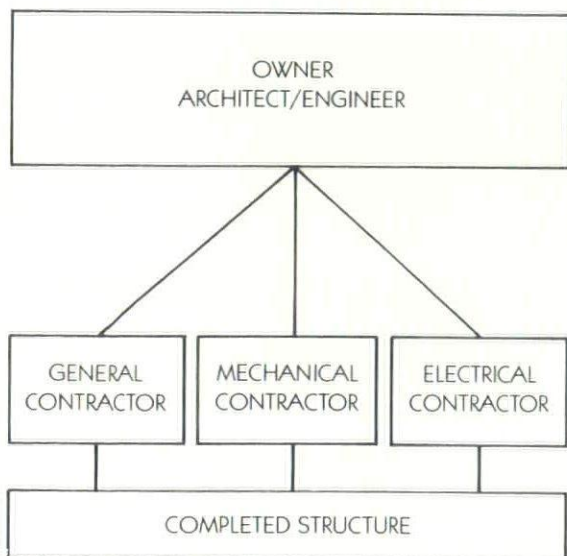 OWNER
ARCHITECT/ENGINEER
GENERAL
CONTRACTOR
MECHANICAL
CONTRACTOR
ELECTRICAL
CONTRACTOR
COMPLETED STRUCTURE